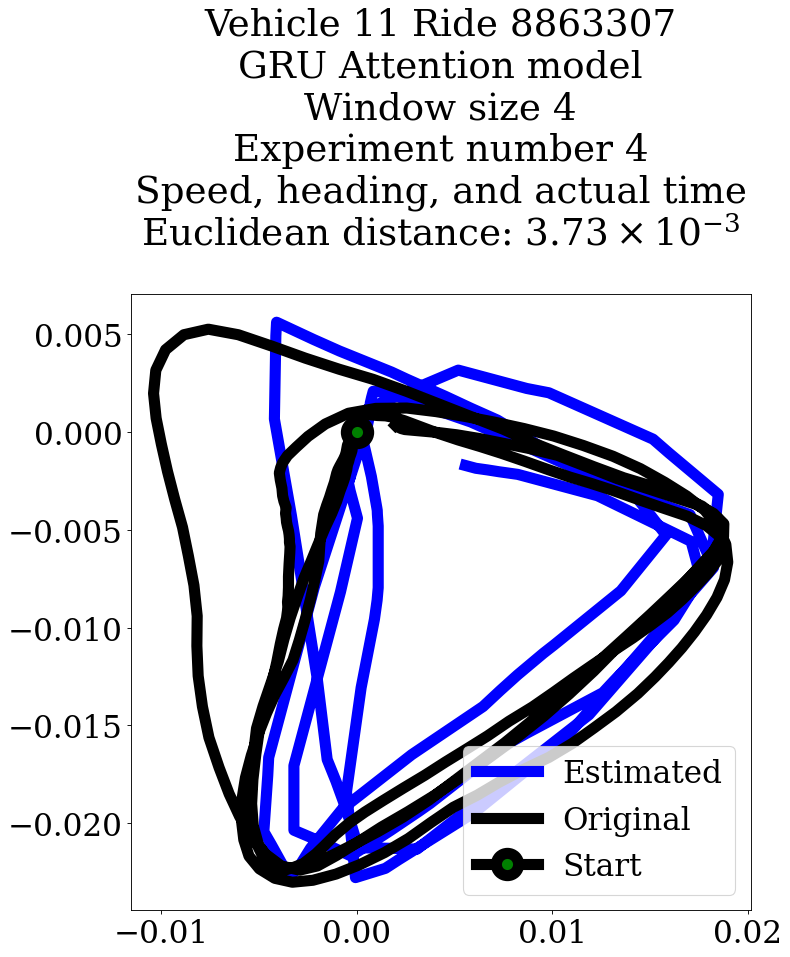 Vehicle 11 Ride 8863307
GRU Attention model
Window size 4
Experiment number 4
Speed, heading, and actual time
Euclidean distance: 3.73 × 10⁻³
0.005
0.000
−0.005
−0.010
−0.015
−0.020
−0.01
0.00
0.01
0.02
Estimated
Original
Start